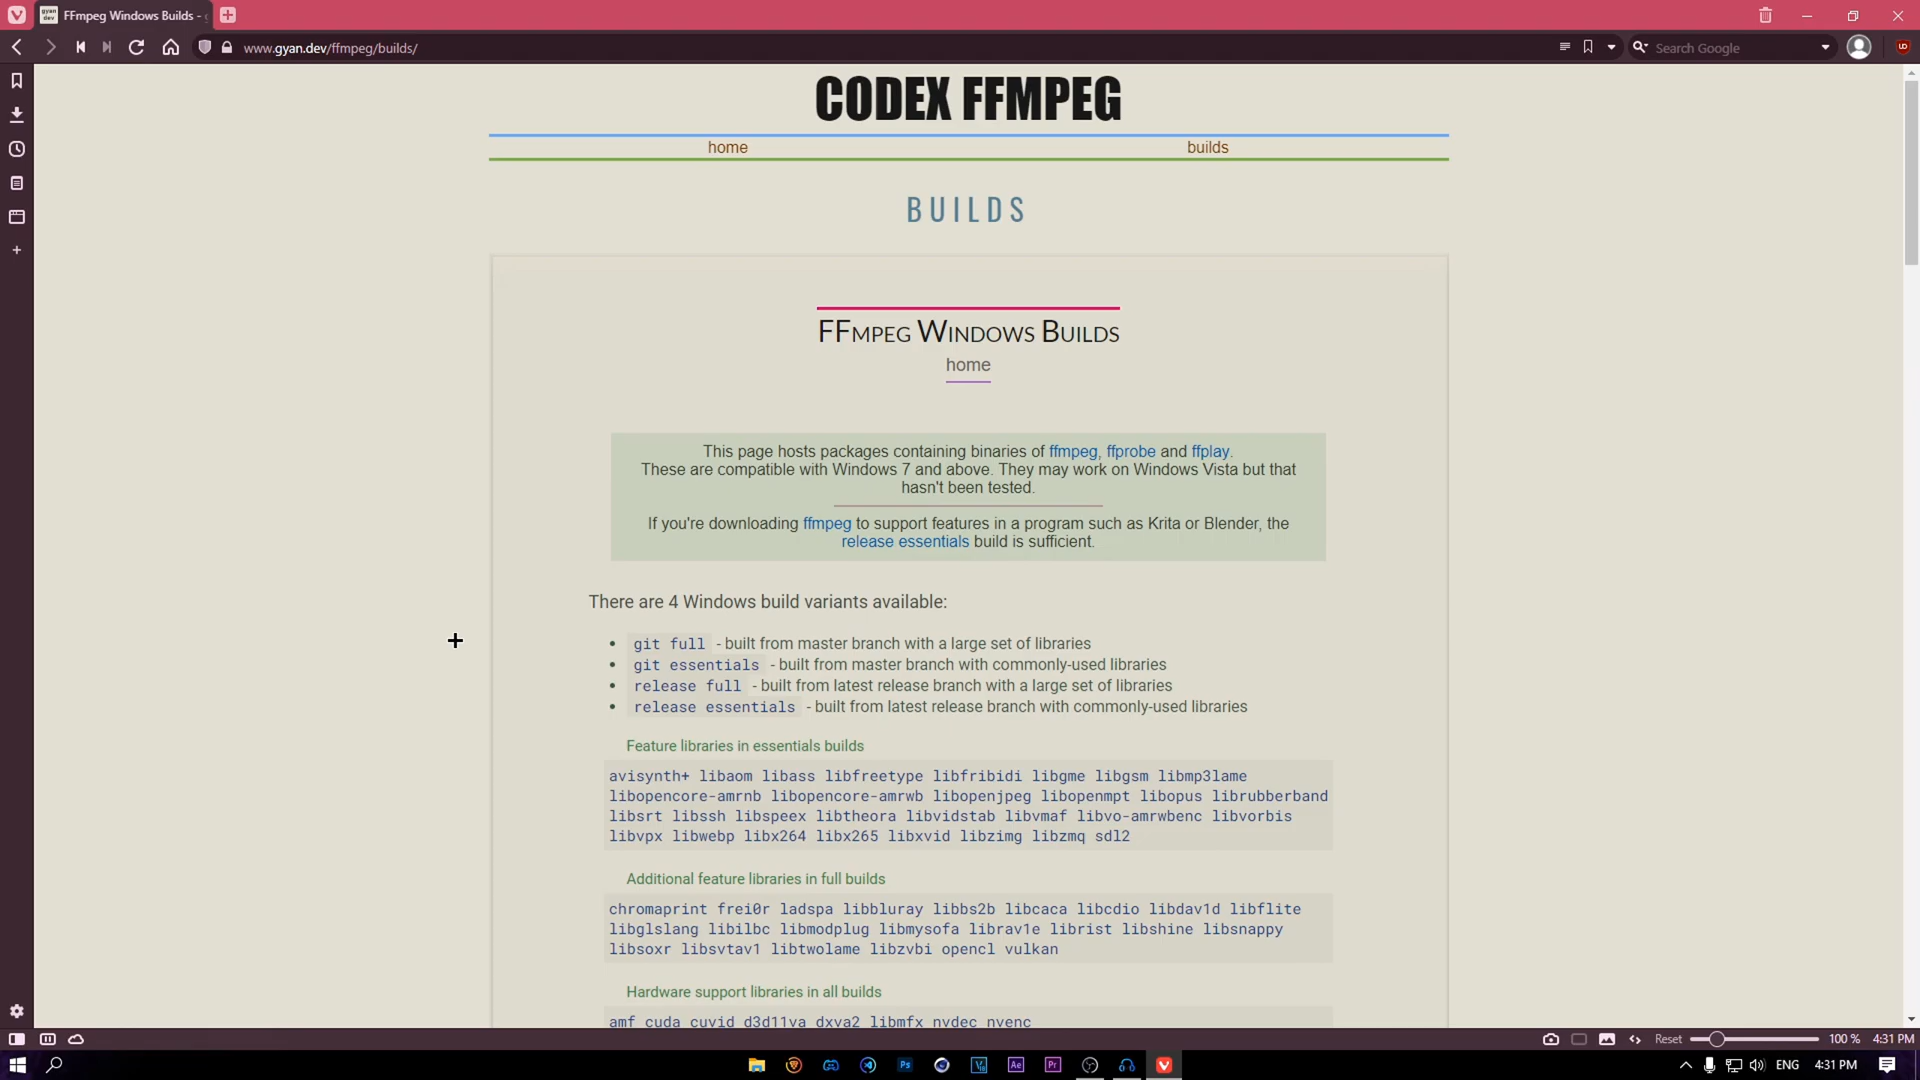 gyan
dev
FFmpeg Windows Builds - g
www.gyan.dev/ffmpeg/builds/
Search Google
CODEX FFMPEG
home
builds
BUILDS
FFmpeg Windows Builds
home
This page hosts packages containing binaries of ffmpeg, ffprobe and ffplay.
These are compatible with Windows 7 and above. They may work on Windows Vista but that
hasn't been tested.
If you're downloading ffmpeg to support features in a program such as Krita or Blender, the
release essentials build is sufficient.
There are 4 Windows build variants available:
git full - built from master branch with a large set of libraries
git essentials - built from master branch with commonly-used libraries
release full - built from latest release branch with a large set of libraries
release essentials - built from latest release branch with commonly-used libraries
Feature libraries in essentials builds
avisynth+ libaom libass libfreetype libfribidi libgme libgsm libmp3lame
libopencore-amrnb libopencore-amrwb libopenjpeg libopenmpt libopus librubberband
libsrt libssh libspeex libtheora libvidstab libvmaf libvo-amrwbenc libvorbis
libvpx libwebp libx264 libx265 libxvid libzimg libzmq sdl2
Additional feature libraries in full builds
chromaprint frei0r ladspa libbluray libbs2b libcaca libcdio libdav1d libflite
libglslang libilbc libmodplug libmysofa librav1e librist libshine libsnappy
libsoxr libsvtav1 libtwolame libzvbi opencl vulkan
Hardware support libraries in all builds
amf cuda cuvid d3d11va dxva2 libmfx nvdec nvenc
Reset
100 %
4:31 PM
Ps
Ae
Pr
ENG
4:31 PM